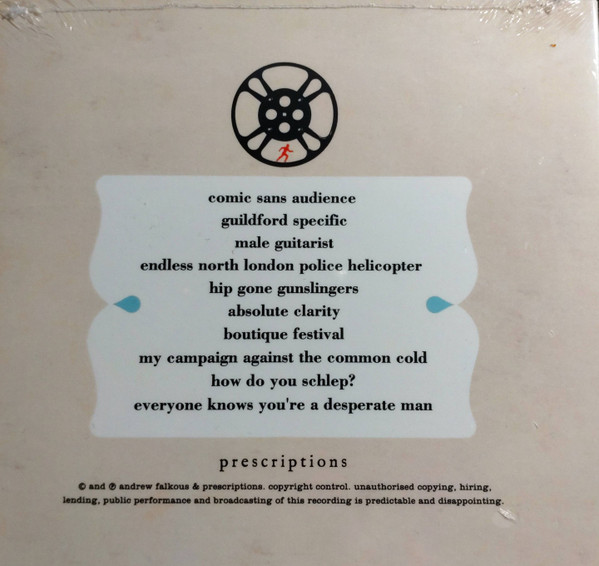 comic sans audience
guildford specific
male guitarist
endless north london police helicopter
hip gone gunslingers
absolute clarity
boutique festival
my campaign against the common cold
how do you schlep?
everyone knows you're a desperate man
prescriptions
© and ℗ andrew falkous & prescriptions. copyright control. unauthorised copying, hiring,
lending, public performance and broadcasting of this recording is predictable and disappointing.